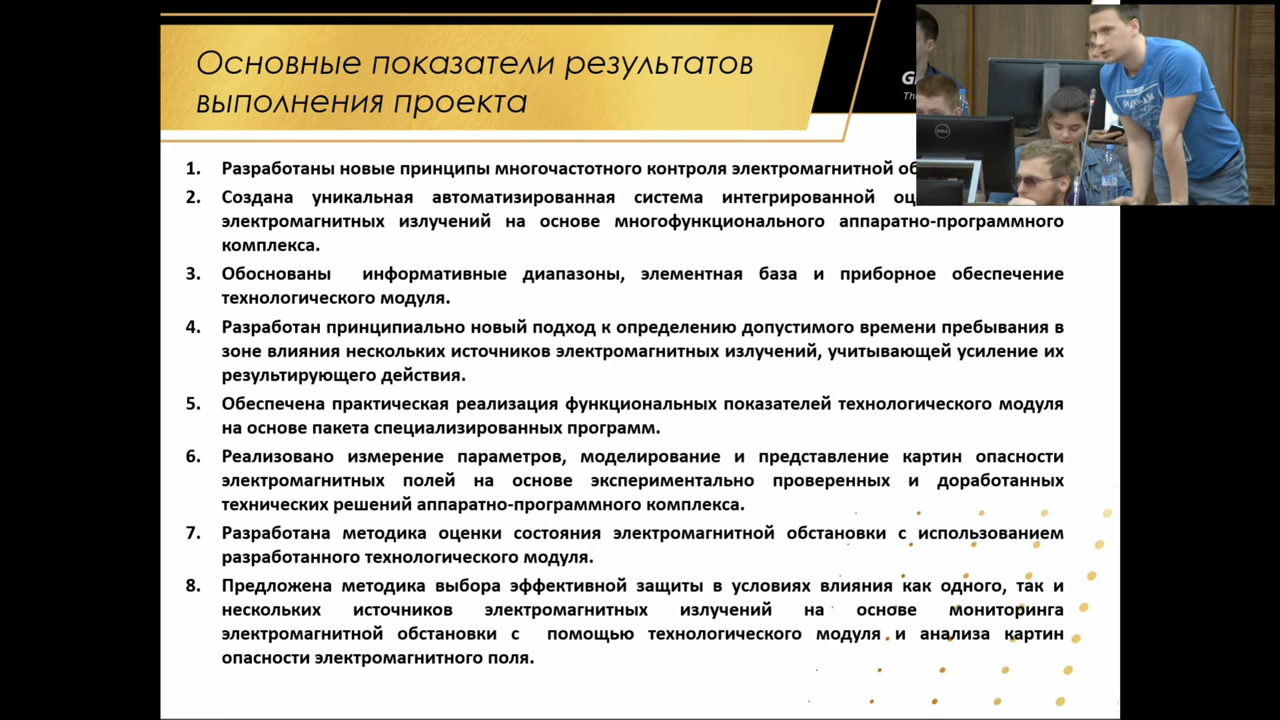 Основные показатели результатов
выполнения проекта
1. Разработаны новые принципы многочастотного контроля электромагнитной
2. Создана уникальная автоматизированная система интегрированной
электромагнитных излучений на основе многофункционального аппаратно-программного
комплекса.
3. Обоснованы информативные диапазоны, элементная база и приборное обеспечение
технологического модуля.
4. Разработан принципиально новый подход к определению допустимого времени пребывания в
зоне влияния нескольких источников электромагнитных излучений, учитывающей усиление их
результирующего действия.
5. Обеспечена практическая реализация функциональных показателей технологического модуля
на основе пакета специализированных программ.
6. Реализовано измерение параметров, моделирование и представление картин опасности
электромагнитных полей на основе экспериментально проверенных и доработанных
технических решений аппаратно-программного комплекса.
7. Разработана методика оценки состояния электромагнитной обстановки с использованием
разработанного технологического модуля.
8. Предложена методика выбора эффективной защиты в условиях влияния как одного, так и
нескольких источников электромагнитных излучений на основе мониторинга
электромагнитной обстановки с помощью технологического модуля и анализа картин
опасности электромагнитного поля.
DELL